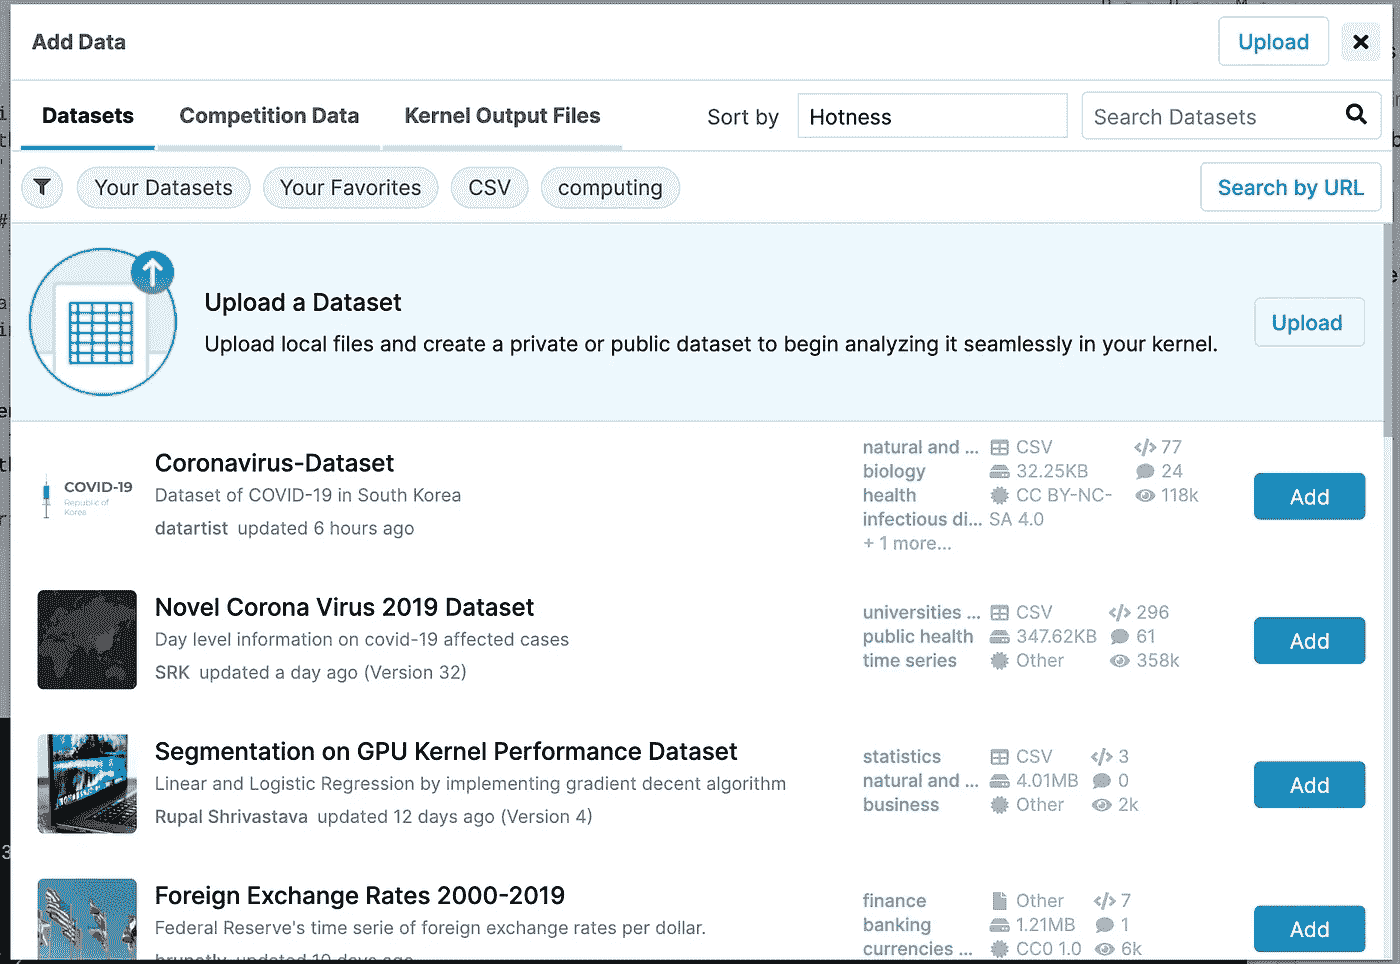 Add Data
Upload
Datasets
Competition Data
Kernel Output Files
Sort by
Hotness
Search Datasets
Your Datasets
Your Favorites
CSV
computing
Search by URL
Upload a Dataset
Upload local files and create a private or public dataset to begin analyzing it seamlessly in your kernel.
Upload
COVID-19
Republic of
Korea
Coronavirus-Dataset
Dataset of COVID-19 in South Korea
datartist updated 6 hours ago
natural and ... CSV 77
biology 32.25KB 24
health CC BY-NC- 118k
infectious di... SA 4.0
+ 1 more...
Add
Novel Corona Virus 2019 Dataset
Day level information on covid-19 affected cases
SRK updated a day ago (Version 32)
universities ... CSV 296
public health 347.62KB 61
time series Other 358k
Add
Segmentation on GPU Kernel Performance Dataset
Linear and Logistic Regression by implementing gradient decent algorithm
Rupal Shrivastava updated 12 days ago (Version 4)
statistics CSV 3
natural and ... 4.01MB 0
business Other 2k
Add
Foreign Exchange Rates 2000-2019
Federal Reserve's time serie of foreign exchange rates per dollar.
updated 10 days ago
finance Other 7
banking 1.21MB 1
currencies ... CC0 1.0 6k
Add